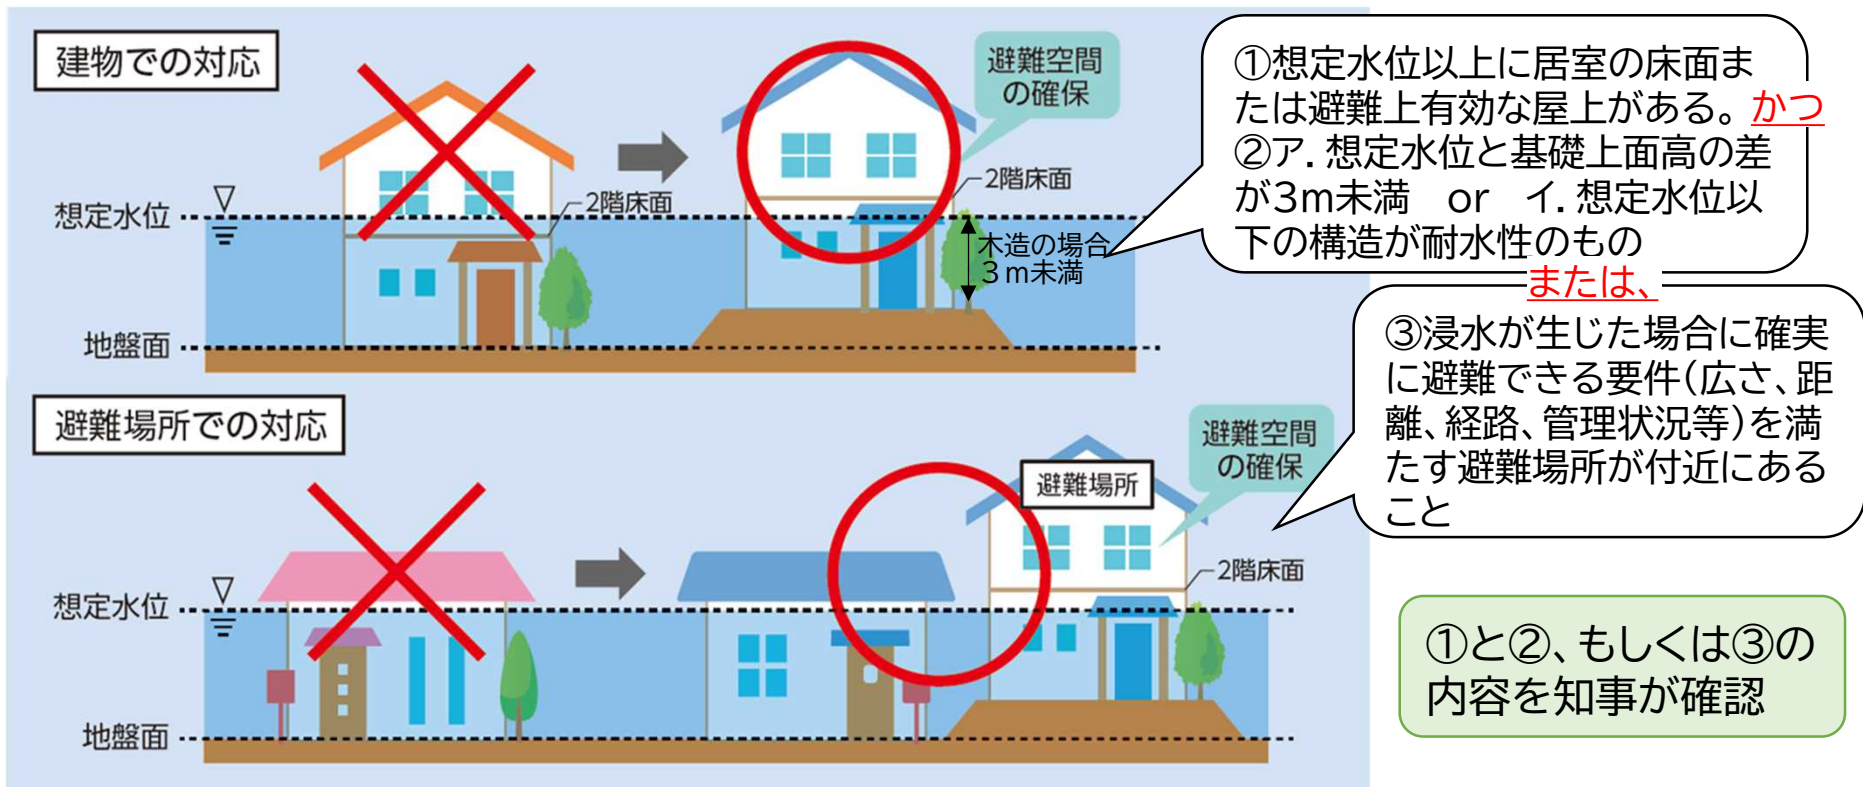 建物での対応
避難空間
の確保
2階床面
2階床面
想定水位
木造の場合
3m未満
地盤面
①想定水位以上に居室の床面ま
たは避難上有効な屋上がある。かつ
②ア.想定水位と基礎上面高の差
が3m未満 or イ.想定水位以
下の構造が耐水性のもの
または、
③浸水が生じた場合に確実
に避難できる要件(広さ、距
離、経路、管理状況等)を満
たす避難場所が付近にある
こと
避難場所での対応
避難空間
の確保
避難場所
2階床面
想定水位
地盤面
①と②、もしくは③の
内容を知事が確認